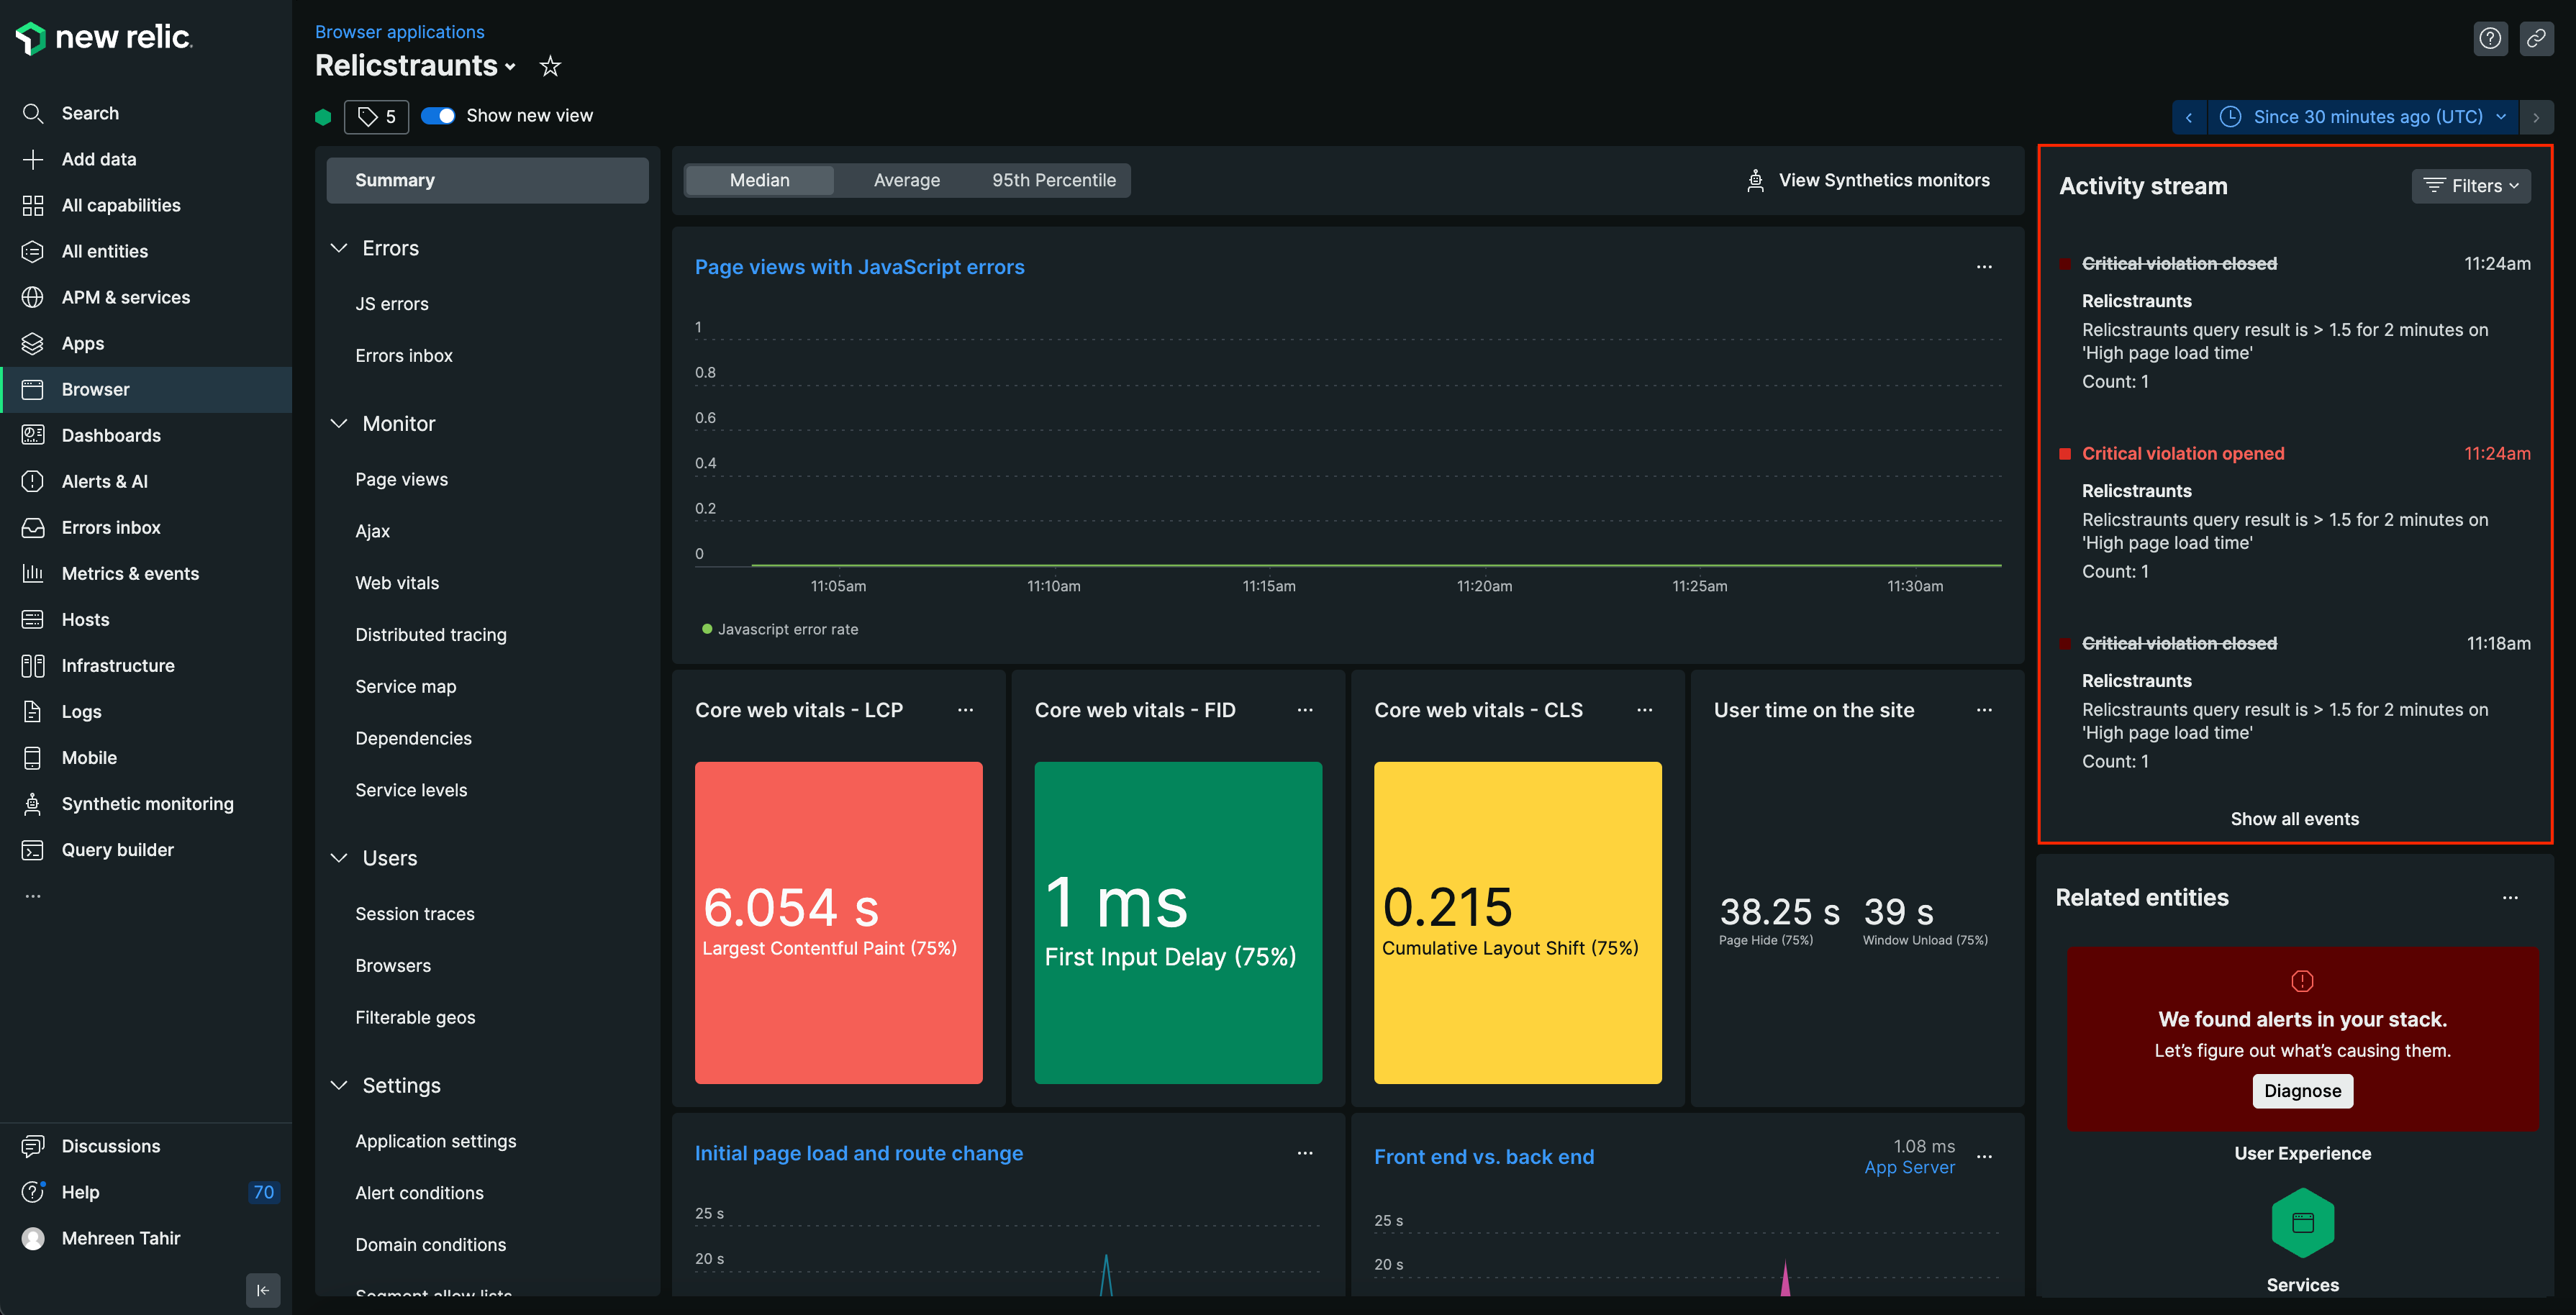 new relic.
Search
Add data
All capabilities
All entities
APM & services
Apps
Browser
Dashboards
Alerts & AI
Errors inbox
Metrics & events
Hosts
Infrastructure
Logs
Mobile
Synthetic monitoring
Query builder
...
Discussions
Help 70
Mehreen Tahir
Browser applications
Relicstraunts
5 Show new view
Since 30 minutes ago (UTC)
Summary
Errors
JS errors
Errors inbox
Monitor
Page views
Ajax
Web vitals
Distributed tracing
Service map
Dependencies
Service levels
Users
Session traces
Browsers
Filterable geos
Settings
Application settings
Alert conditions
Domain conditions
Segment allow lists
Median Average 95th Percentile
View Synthetics monitors
Page views with JavaScript errors ...
1
0.8
0.6
0.4
0.2
0
11:05am 11:10am 11:15am 11:20am 11:25am 11:30am
Javascript error rate
Core web vitals - LCP ...
6.054 s
Largest Contentful Paint (75%)
Core web vitals - FID ...
1 ms
First Input Delay (75%)
Core web vitals - CLS ...
0.215
Cumulative Layout Shift (75%)
User time on the site ...
38.25 s 39 s
Page Hide (75%) Window Unload (75%)
Initial page load and route change ...
25 s
20 s
Front end vs. back end ...
1.08 ms
App Server
25 s
20 s
Activity stream
Filters
Critical violation closed 11:24am
Relicstraunts
Relicstraunts query result is > 1.5 for 2 minutes on
'High page load time'
Count: 1
Critical violation opened 11:24am
Relicstraunts
Relicstraunts query result is > 1.5 for 2 minutes on
'High page load time'
Count: 1
Critical violation closed 11:18am
Relicstraunts
Relicstraunts query result is > 1.5 for 2 minutes on
'High page load time'
Count: 1
Show all events
Related entities ...
We found alerts in your stack.
Let's figure out what's causing them.
Diagnose
User Experience
Services